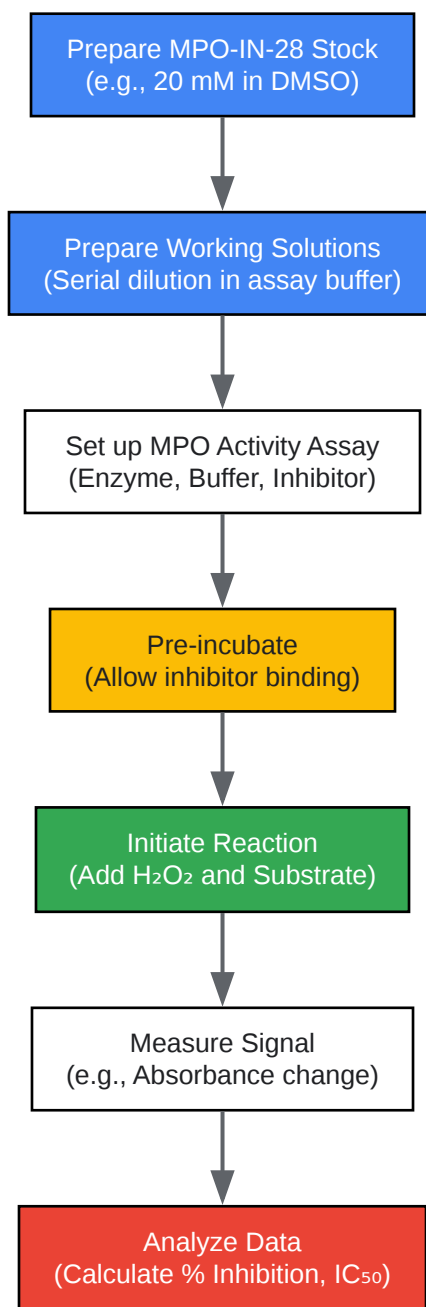 Prepare MPO-IN-28 Stock
(e.g., 20 mM in DMSO)
Prepare Working Solutions
(Serial dilution in assay buffer)
Set up MPO Activity Assay
(Enzyme, Buffer, Inhibitor)
Pre-incubate
(Allow inhibitor binding)
Initiate Reaction
(Add H₂O₂ and Substrate)
Measure Signal
(e.g., Absorbance change)
Analyze Data
(Calculate % Inhibition, IC₅₀)